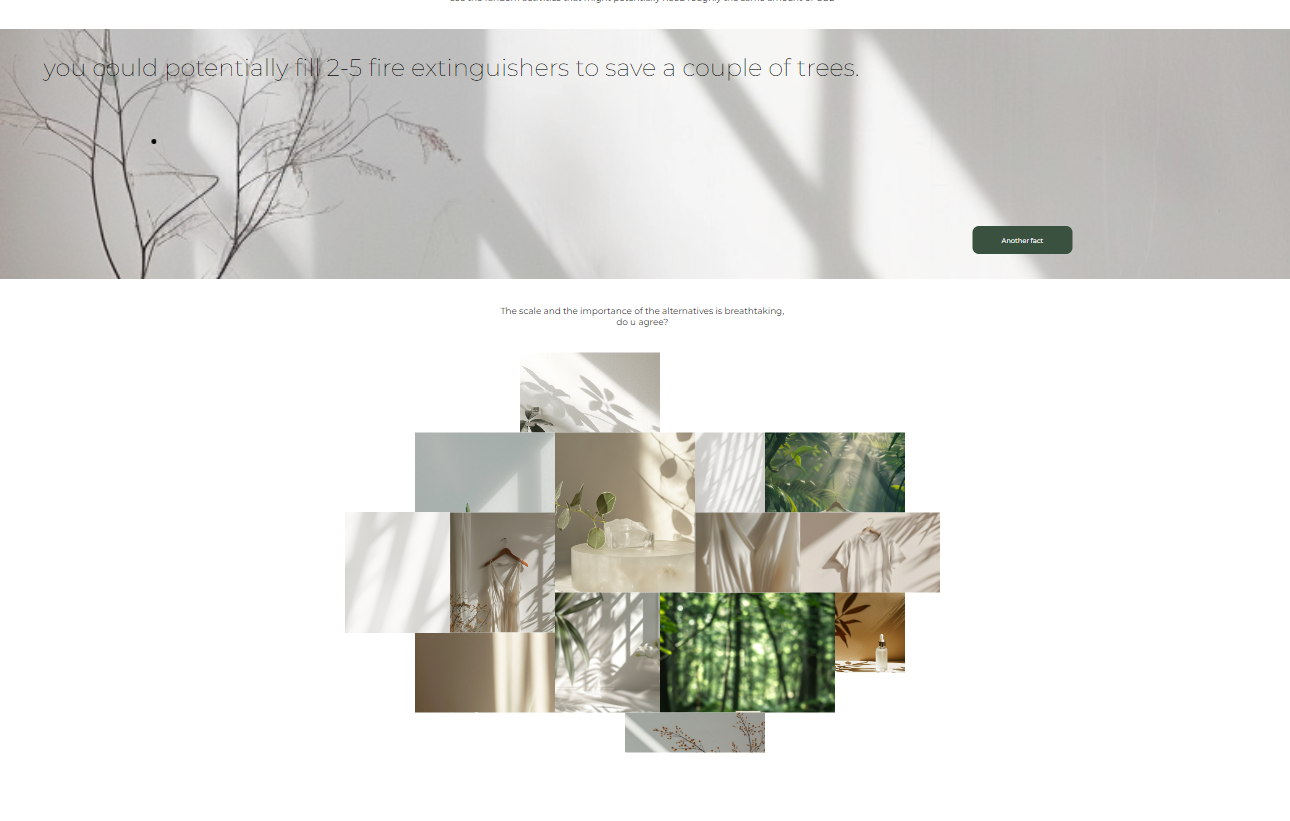 you could potentially fill 2-5 fire extinguishers to save a couple of trees.
Another fact
The scale and the importance of the alternatives is breathtaking,
do u agree?